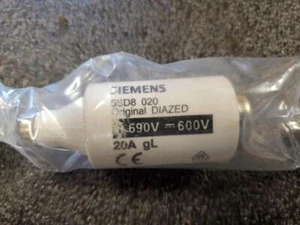 SIEMENS
5SD8 020
Original DIAZED
~690V ⎓ 600V
20A gL
CE